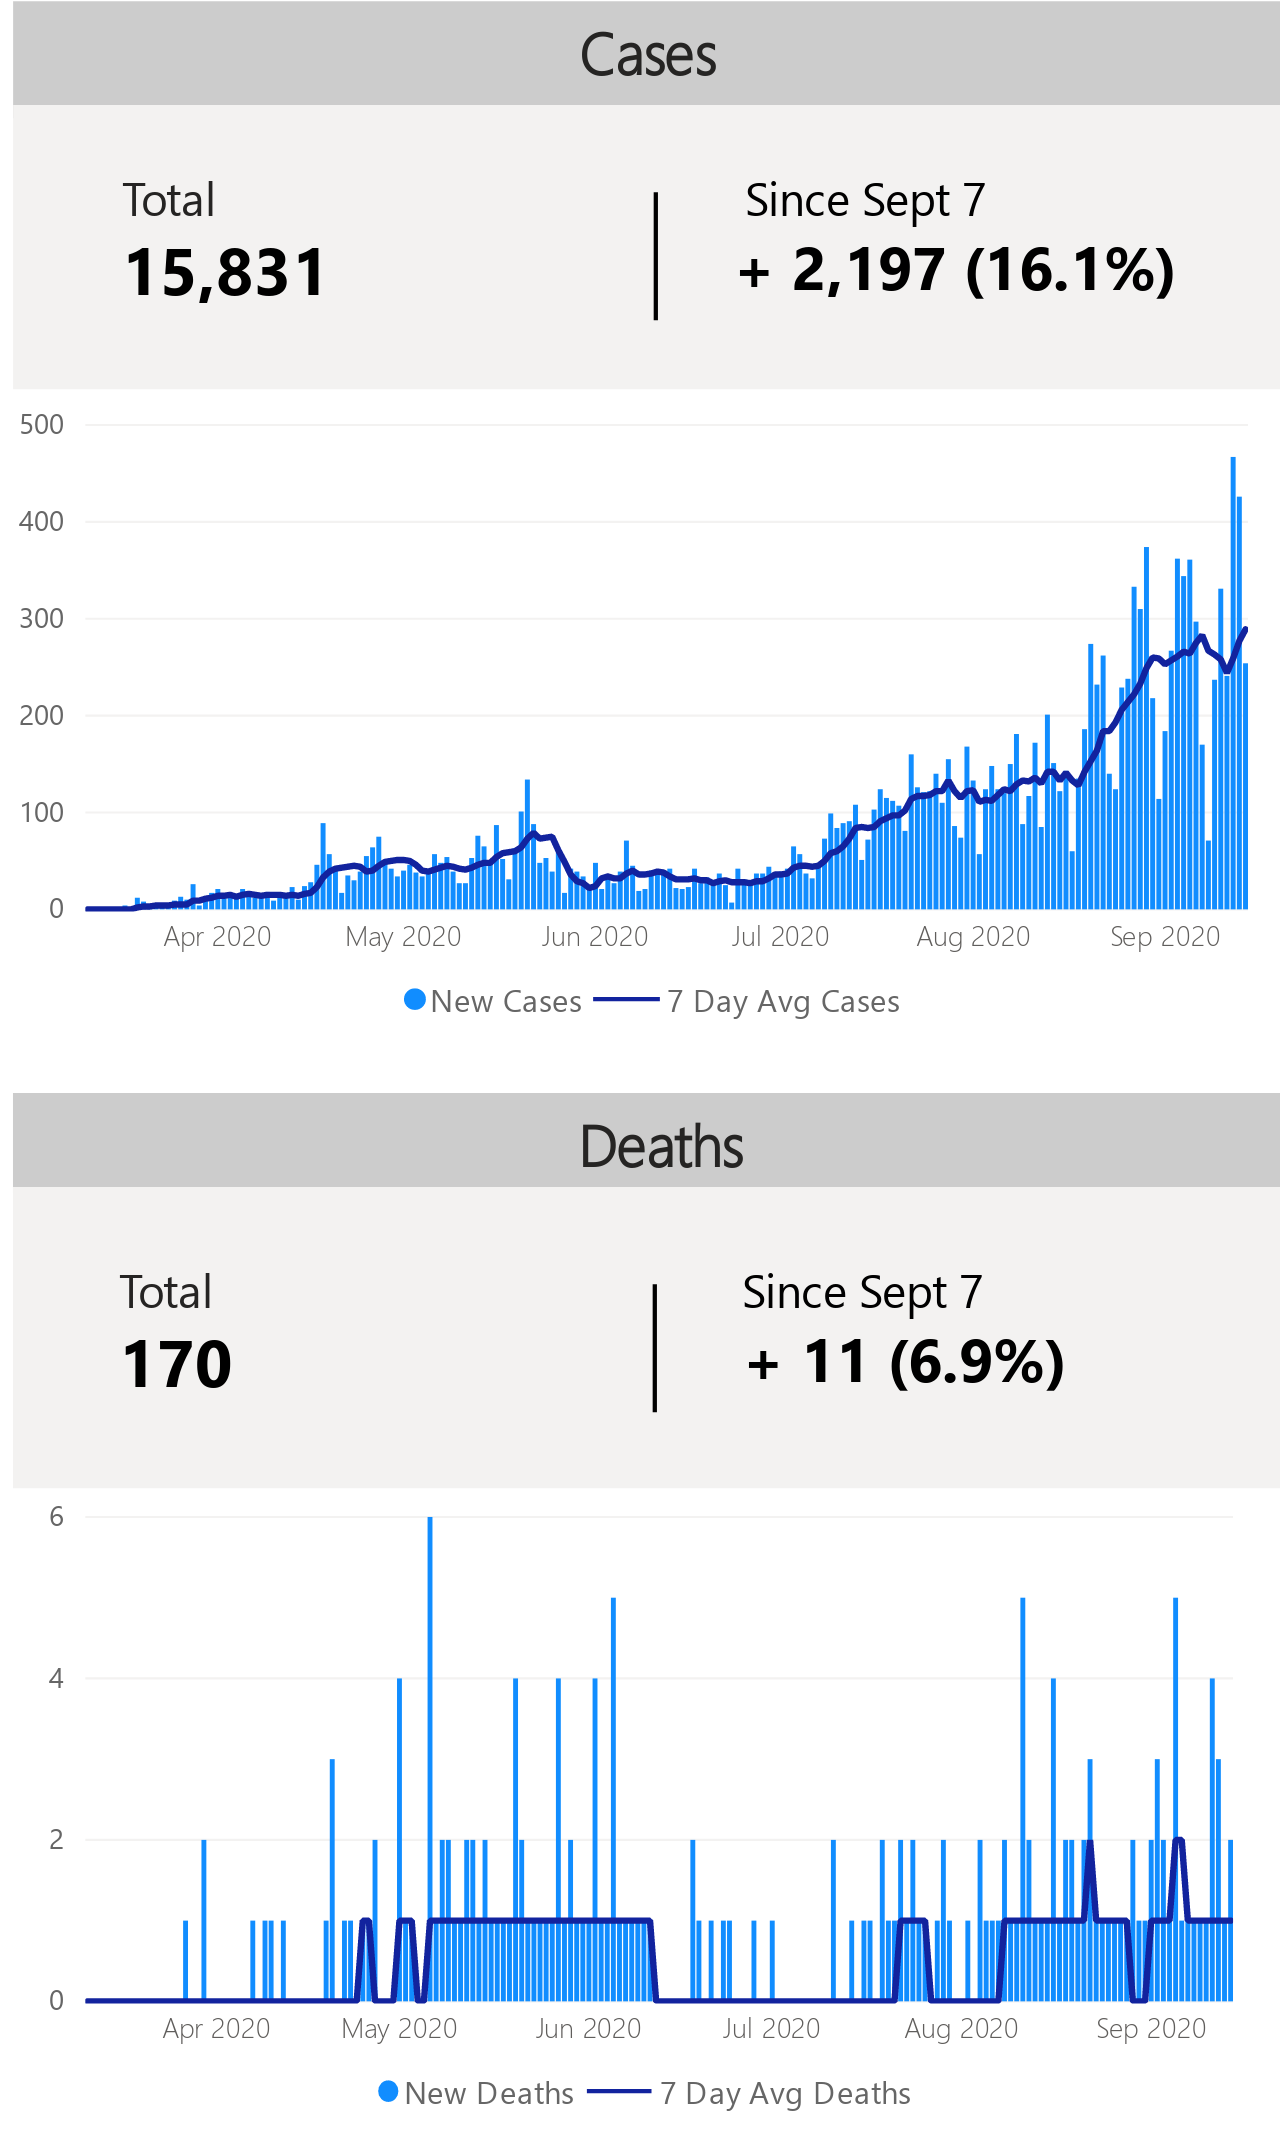 Cases
Total
Since Sept 7
15,831
+ 2,197 (16.1%)
500
400
300
200
100
0
Apr 2020
May 2020
Jun 2020
Jul 2020
Aug 2020
Sep 2020
New Cases
7 Day Avg Cases
Deaths
Total
Since Sept 7
170
+ 11 (6.9%)
6
4
2
0
Apr 2020
May 2020
Jun 2020
Jul 2020
Aug 2020
Sep 2020
New Deaths
7 Day Avg Deaths